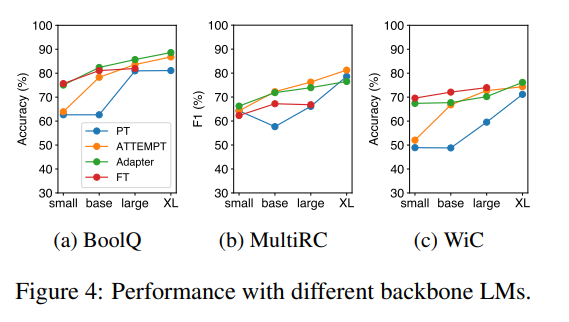 100
90
80
70
60
50
40
30
Accuracy (%)
small base large XL
PT
ATTEMPT
Adapter
FT
(a) BoolQ
100
90
80
70
60
50
40
30
F1 (%)
small base large XL
(b) MultiRC
100
90
80
70
60
50
40
30
Accuracy (%)
small base large XL
(c) WiC
Figure 4: Performance with different backbone LMs.